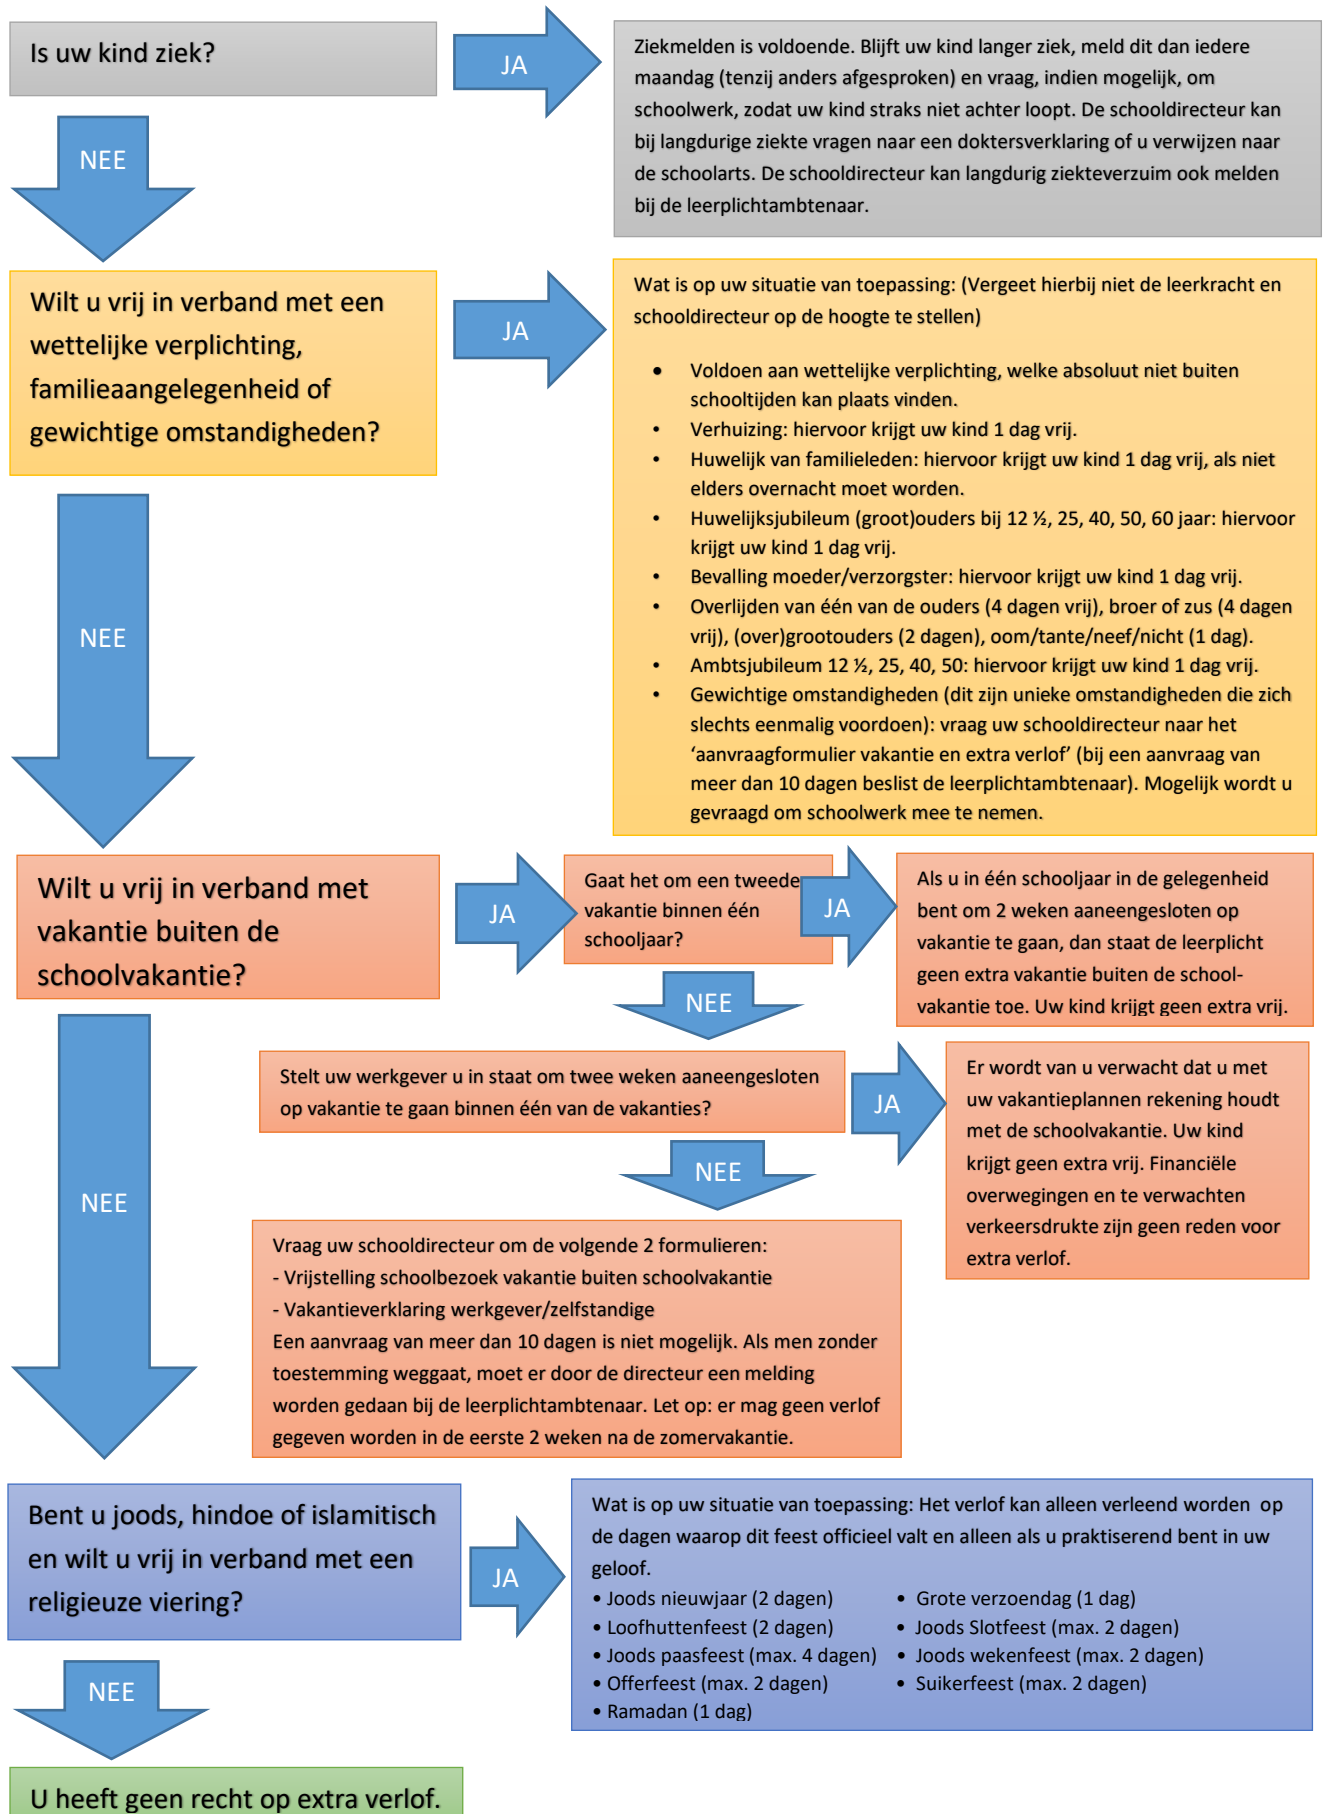 Is uw kind ziek?
JA
Ziekmelden is voldoende. Blijft uw kind langer ziek, meld dit dan iedere
maandag (tenzij anders afgesproken) en vraag, indien mogelijk, om
schoolwerk, zodat uw kind straks niet achter loopt. De schooldirecteur kan
bij langdurige ziekte vragen naar een doktersverklaring of u verwijzen naar
de schoolarts. De schooldirecteur kan langdurig ziekteverzuim ook melden
bij de leerplichtambtenaar.
NEE
Wilt u vrij in verband met een
wettelijke verplichting,
familieaangelegenheid of
gewichtige omstandigheden?
JA
Wat is op uw situatie van toepassing: (Vergeet hierbij niet de leerkracht en
schooldirecteur op de hoogte te stellen)
• Voldoen aan wettelijke verplichting, welke absoluut niet buiten
schooltijden kan plaats vinden.
• Verhuizing: hiervoor krijgt uw kind 1 dag vrij.
• Huwelijk van familieleden: hiervoor krijgt uw kind 1 dag vrij, als niet
elders overnacht moet worden.
• Huwelijksjubileum (groot)ouders bij 12 ½, 25, 40, 50, 60 jaar: hiervoor
krijgt uw kind 1 dag vrij.
• Bevalling moeder/verzorgster: hiervoor krijgt uw kind 1 dag vrij.
• Overlijden van één van de ouders (4 dagen vrij), broer of zus (4 dagen
vrij), (over)grootouders (2 dagen), oom/tante/neef/nicht (1 dag).
• Ambtsjubileum 12 ½, 25, 40, 50: hiervoor krijgt uw kind 1 dag vrij.
• Gewichtige omstandigheden (dit zijn unieke omstandigheden die zich
slechts eenmalig voordoen): vraag uw schooldirecteur naar het
‘aanvraagformulier vakantie en extra verlof’ (bij een aanvraag van
meer dan 10 dagen beslist de leerplichtambtenaar). Mogelijk wordt u
gevraagd om schoolwerk mee te nemen.
NEE
Wilt u vrij in verband met
vakantie buiten de
schoolvakantie?
JA
Gaat het om een tweede
vakantie binnen één
schooljaar?
JA
Als u in één schooljaar in de gelegenheid
bent om 2 weken aaneengesloten op
vakantie te gaan, dan staat de leerplicht
geen extra vakantie buiten de school-
vakantie toe. Uw kind krijgt geen extra vrij.
NEE
Stelt uw werkgever u in staat om twee weken aaneengesloten
op vakantie te gaan binnen één van de vakanties?
JA
Er wordt van u verwacht dat u met
uw vakantieplannen rekening houdt
met de schoolvakantie. Uw kind
krijgt geen extra vrij. Financiële
overwegingen en te verwachten
verkeersdrukte zijn geen reden voor
extra verlof.
NEE
Vraag uw schooldirecteur om de volgende 2 formulieren:
- Vrijstelling schoolbezoek vakantie buiten schoolvakantie
- Vakantieverklaring werkgever/zelfstandige
Een aanvraag van meer dan 10 dagen is niet mogelijk. Als men zonder
toestemming weggaat, moet er door de directeur een melding
worden gedaan bij de leerplichtambtenaar. Let op: er mag geen verlof
gegeven worden in de eerste 2 weken na de zomervakantie.
NEE
Bent u joods, hindoe of islamitisch
en wilt u vrij in verband met een
religieuze viering?
JA
Wat is op uw situatie van toepassing: Het verlof kan alleen verleend worden op
de dagen waarop dit feest officieel valt en alleen als u praktiserend bent in uw
geloof.
• Joods nieuwjaar (2 dagen) • Grote verzoendag (1 dag)
• Loofhuttenfeest (2 dagen) • Joods Slotfeest (max. 2 dagen)
• Joods paasfeest (max. 4 dagen) • Joods wekenfeest (max. 2 dagen)
• Offerfeest (max. 2 dagen) • Suikerfeest (max. 2 dagen)
• Ramadan (1 dag)
NEE
U heeft geen recht op extra verlof.